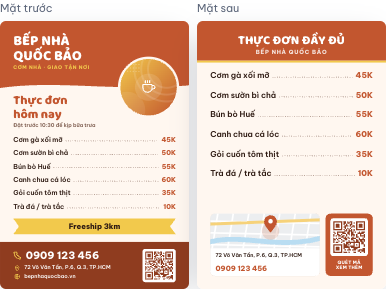 Mặt trước
BẾP NHÀ
QUỐC BẢO
CƠM NHÀ · GIAO TẬN NƠI
Thực đơn
hôm nay
Đặt trước 10:30 để kịp bữa trưa
Cơm gà xối mỡ 45K
Cơm sườn bì chả 50K
Bún bò Huế 55K
Canh chua cá lóc 60K
Gỏi cuốn tôm thịt 35K
Trà đá / trà tắc 10K
Freeship 3km
0909 123 456
72 Võ Văn Tần, P.6, Q.3, TP.HCM
bepnhaquocbao.vn
Mặt sau
THỰC ĐƠN ĐẦY ĐỦ
BẾP NHÀ QUỐC BẢO
Cơm gà xối mỡ 45K
Cơm sườn bì chả 50K
Bún bò Huế 55K
Canh chua cá lóc 60K
Gỏi cuốn tôm thịt 35K
Trà đá / trà tắc 10K
72 Võ Văn Tần, P.6, Q.3, TP.HCM
0909 123 456
QUÉT MÃ
XEM THÊM